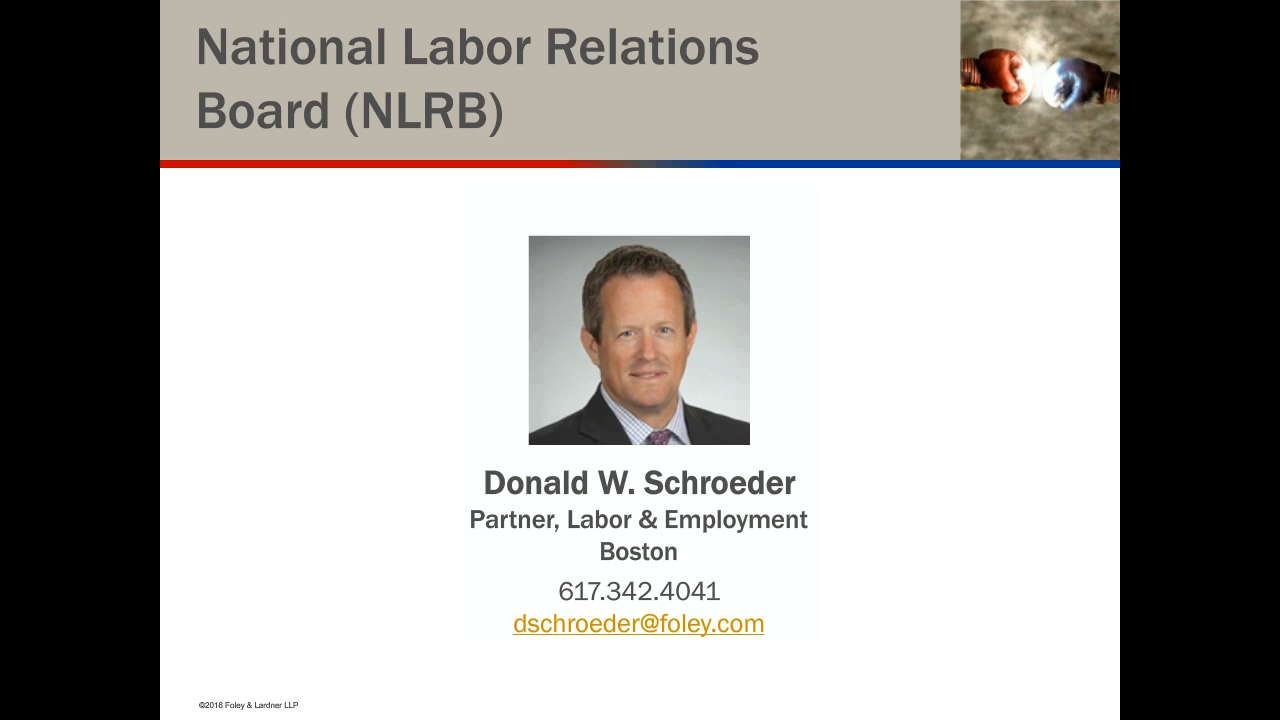 National Labor Relations
Board (NLRB)
Donald W. Schroeder
Partner, Labor & Employment
Boston
617.342.4041
dschroeder@foley.com
©2016 Foley & Lardner LLP